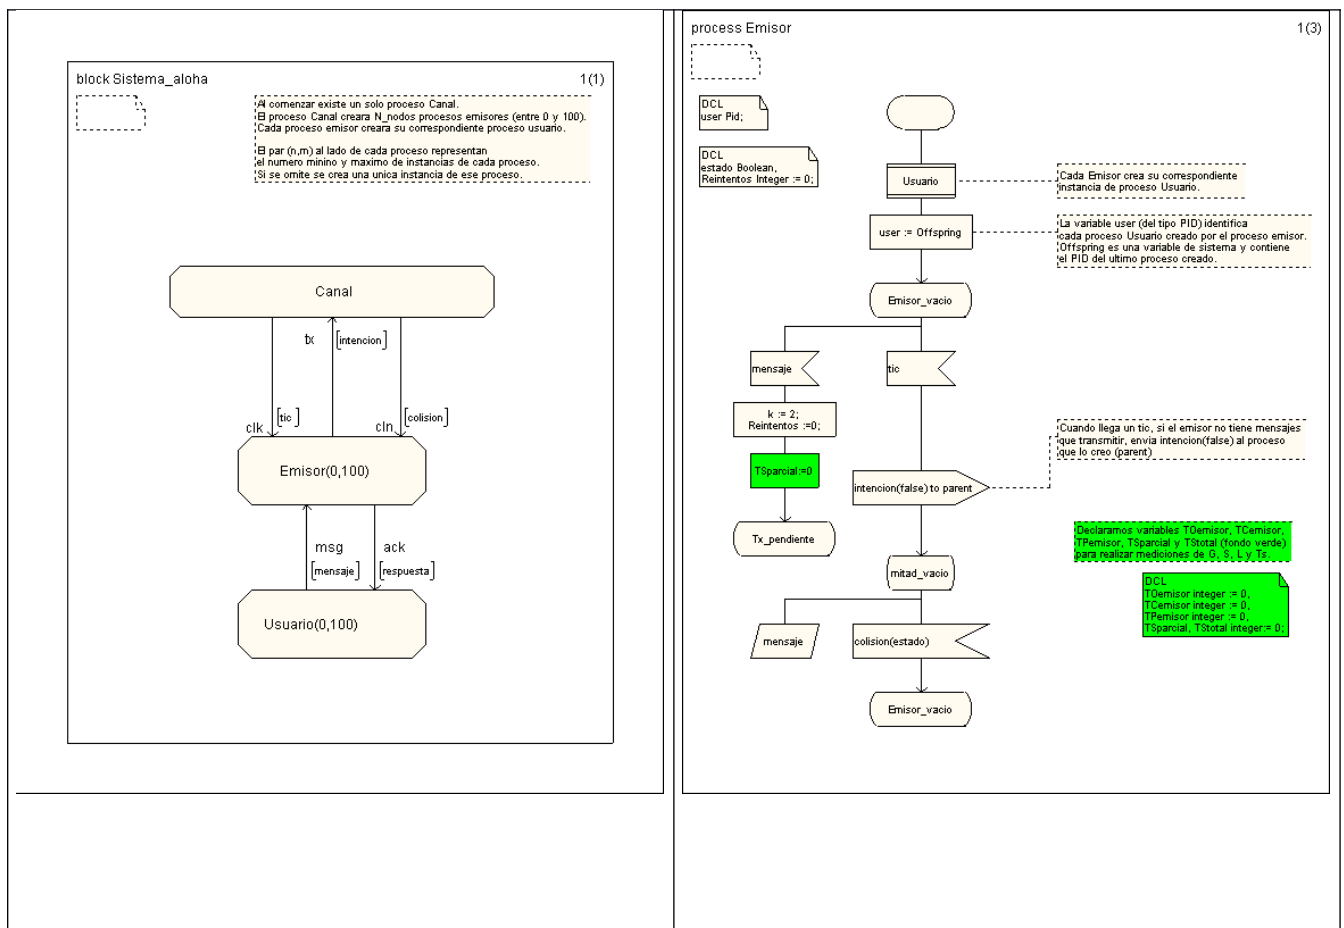 block Sistema_aloha
1(1)
Al comenzar existe un solo proceso Canal.
El proceso Canal creara N_nodos procesos emisores (entre 0 y 100).
Cada proceso emisor creara su correspondiente proceso usuario.
El par (n,m) al lado de cada proceso representan
el numero minino y maximo de instancias de cada proceso.
Si se omite se crea una unica instancia de ese proceso.
Canal
tx
[intencion]
[tic ]
[colision]
clk
cln
Emisor(0,100)
msg
ack
[mensaje]
[respuesta]
Usuario(0,100)
process Emisor
1(3)
DCL
user Pid;
DCL
estado Boolean,
Reintentos Integer := 0;
Usuario
Cada Emisor crea su correspondiente
instancia de proceso Usuario.
user := Offspring
La variable user (del tipo PID) identifica
cada proceso Usuario creado por el proceso emisor.
Offspring es una variable de sistema y contiene
el PID del ultimo proceso creado.
Emisor_vacio
mensaje
tic
k := 2;
Reintentos :=0;
Cuando llega un tic, si el emisor no tiene mensajes
que transmitir, envia intencion(false) al proceso
que lo creo (parent)
TSparcial:=0
intencion(false) to parent
Tx_pendiente
Declaramos variables TOemisor, TCemisor,
TPemisor, TSparcial y TStotal (fondo verde)
para realizar mediciones de G, S, L y Ts.
mitad_vacio
DCL
TOemisor integer := 0,
TCemisor integer := 0,
TPemisor integer := 0,
TSparcial, TStotal integer:= 0;
mensaje
colision(estado)
Emisor_vacio